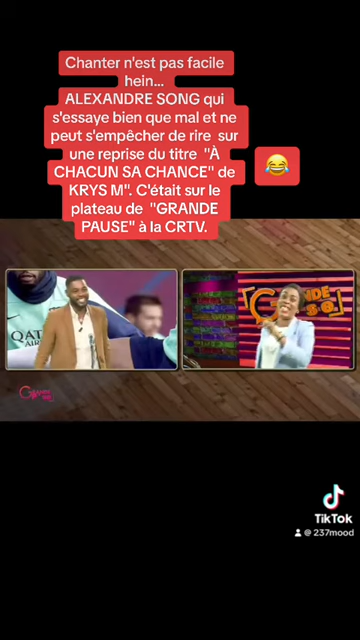 Chanter n'est pas facile
hein...
ALEXANDRE SONG qui
s'essaye bien que mal et ne
peut s'empêcher de rire sur
une reprise du titre "À
CHACUN SA CHANCE" de
KRYS M". C'était sur le
plateau de "GRANDE
PAUSE" à la CRTV.
QATAR
AIR
TikTok
@ 237mood